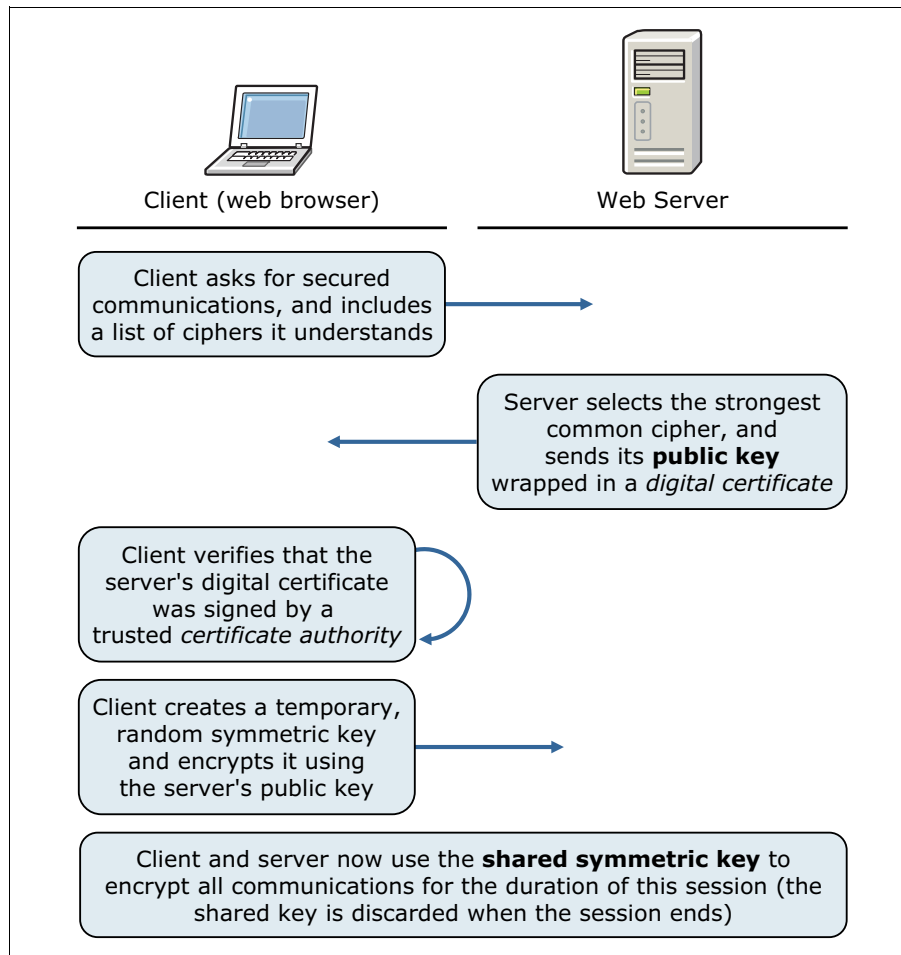 Client (web browser)
Web Server
Client asks for secured
communications, and includes
a list of ciphers it understands
Server selects the strongest
common cipher, and
sends its public key
wrapped in a digital certificate
Client verifies that the
server's digital certificate
was signed by a
trusted certificate authority
Client creates a temporary,
random symmetric key
and encrypts it using
the server's public key
Client and server now use the shared symmetric key to
encrypt all communications for the duration of this session (the
shared key is discarded when the session ends)